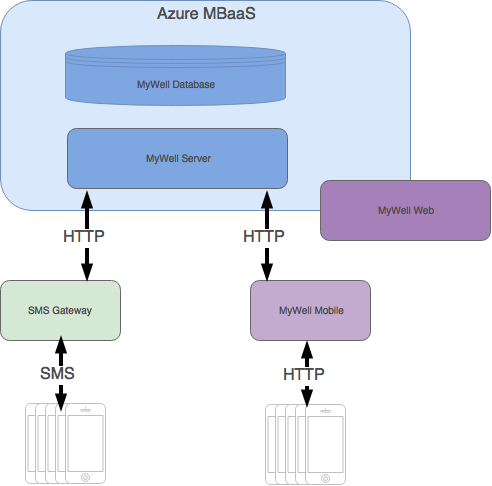 Azure MBaaS
MyWell Database
MyWell Server
MyWell Web
HTTP
HTTP
SMS Gateway
MyWell Mobile
SMS
HTTP